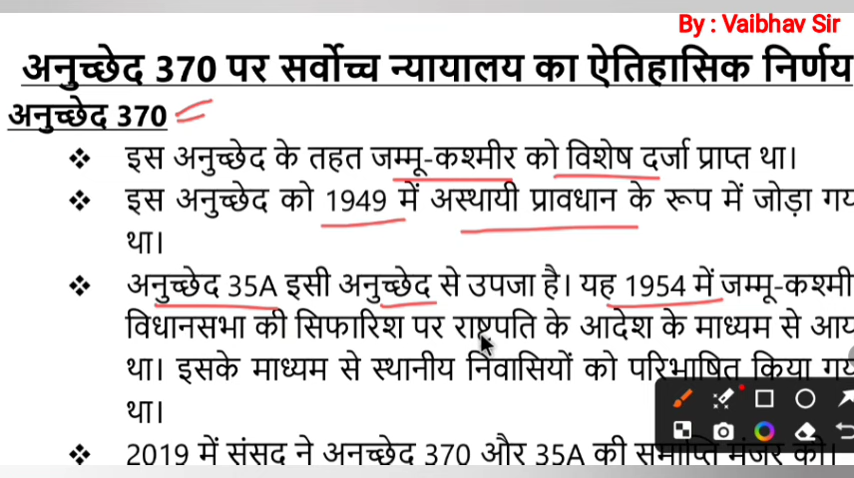 By : Vaibhav Sir
अनुच्छेद 370 पर सर्वोच्च न्यायालय का ऐतिहासिक निर्णय
अनुच्छेद 370
❖ इस अनुच्छेद के तहत जम्मू-कश्मीर को विशेष दर्जा प्राप्त था।
❖ इस अनुच्छेद को 1949 में अस्थायी प्रावधान के रूप में जोड़ा गय
था।
❖ अनुच्छेद 35A इसी अनुच्छेद से उपजा है। यह 1954 में जम्मू-कश्मी
विधानसभा की सिफारिश पर राष्ट्रपति के आदेश के माध्यम से आय
था। इसके माध्यम से स्थानीय निवासियों को परिभाषित किया गय
था।
❖ 2019 में संसद ने अनुच्छेद 370 और 35A की समाप्ति मंजूर की।